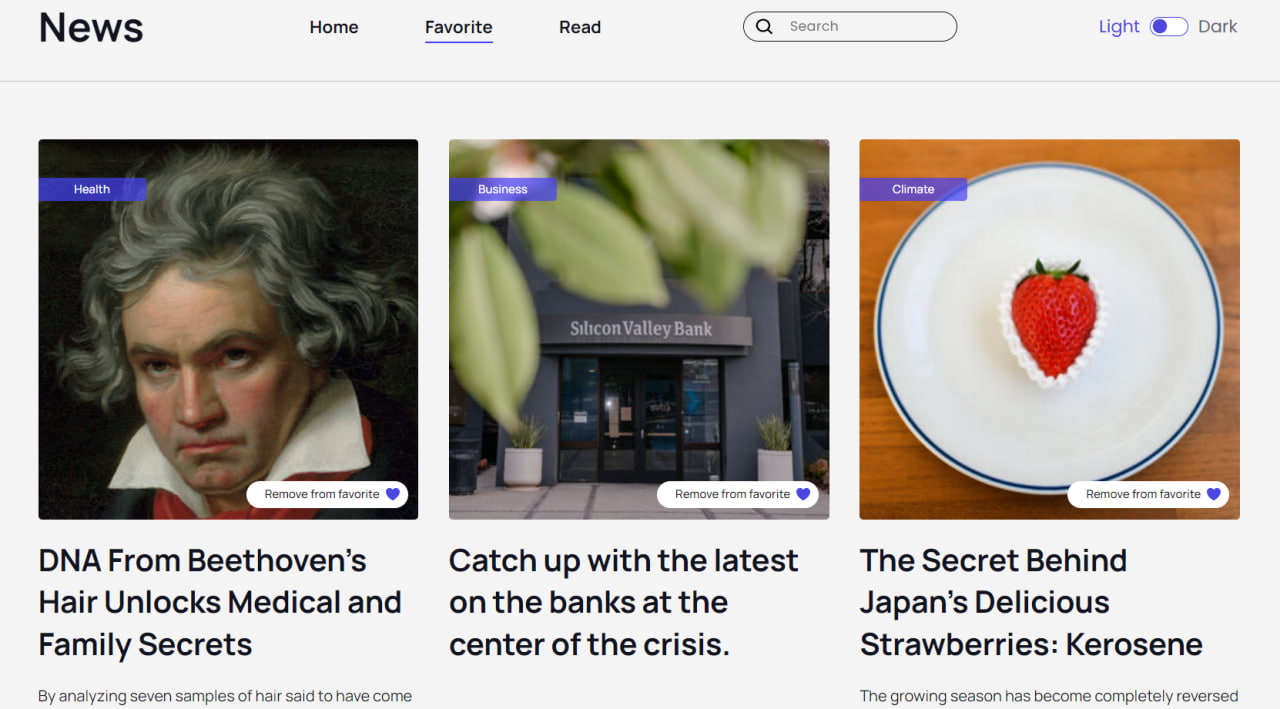 News
Home
Favorite
Read
Search
Light
Dark
Health
Business
Climate
Silicon Valley Bank
Remove from favorite
Remove from favorite
Remove from favorite
DNA From Beethoven's
Hair Unlocks Medical and
Family Secrets
By analyzing seven samples of hair said to have come
Catch up with the latest
on the banks at the
center of the crisis.
The Secret Behind
Japan's Delicious
Strawberries: Kerosene
The growing season has become completely reversed